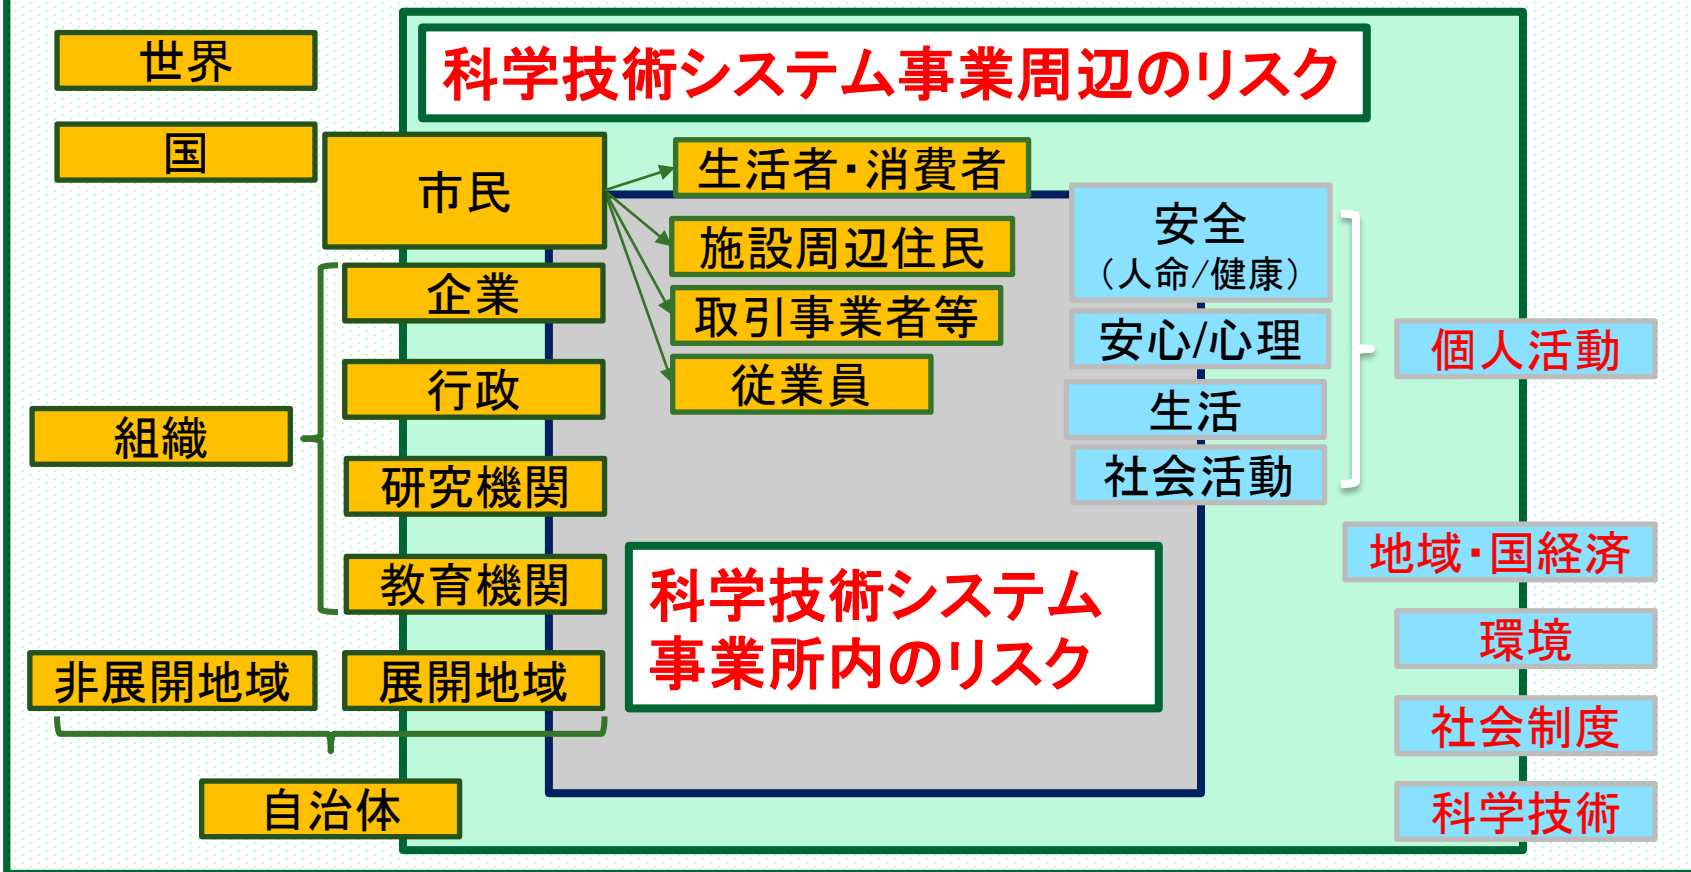 科学技術システム事業周辺のリスク
世界
国
市民
生活者・消費者
施設周辺住民
取引事業者等
従業員
企業
行政
研究機関
教育機関
組織
非展開地域
展開地域
自治体
安全
（人命/健康）
安心/心理
生活
社会活動
個人活動
地域・国経済
環境
社会制度
科学技術
科学技術システム
事業所内のリスク